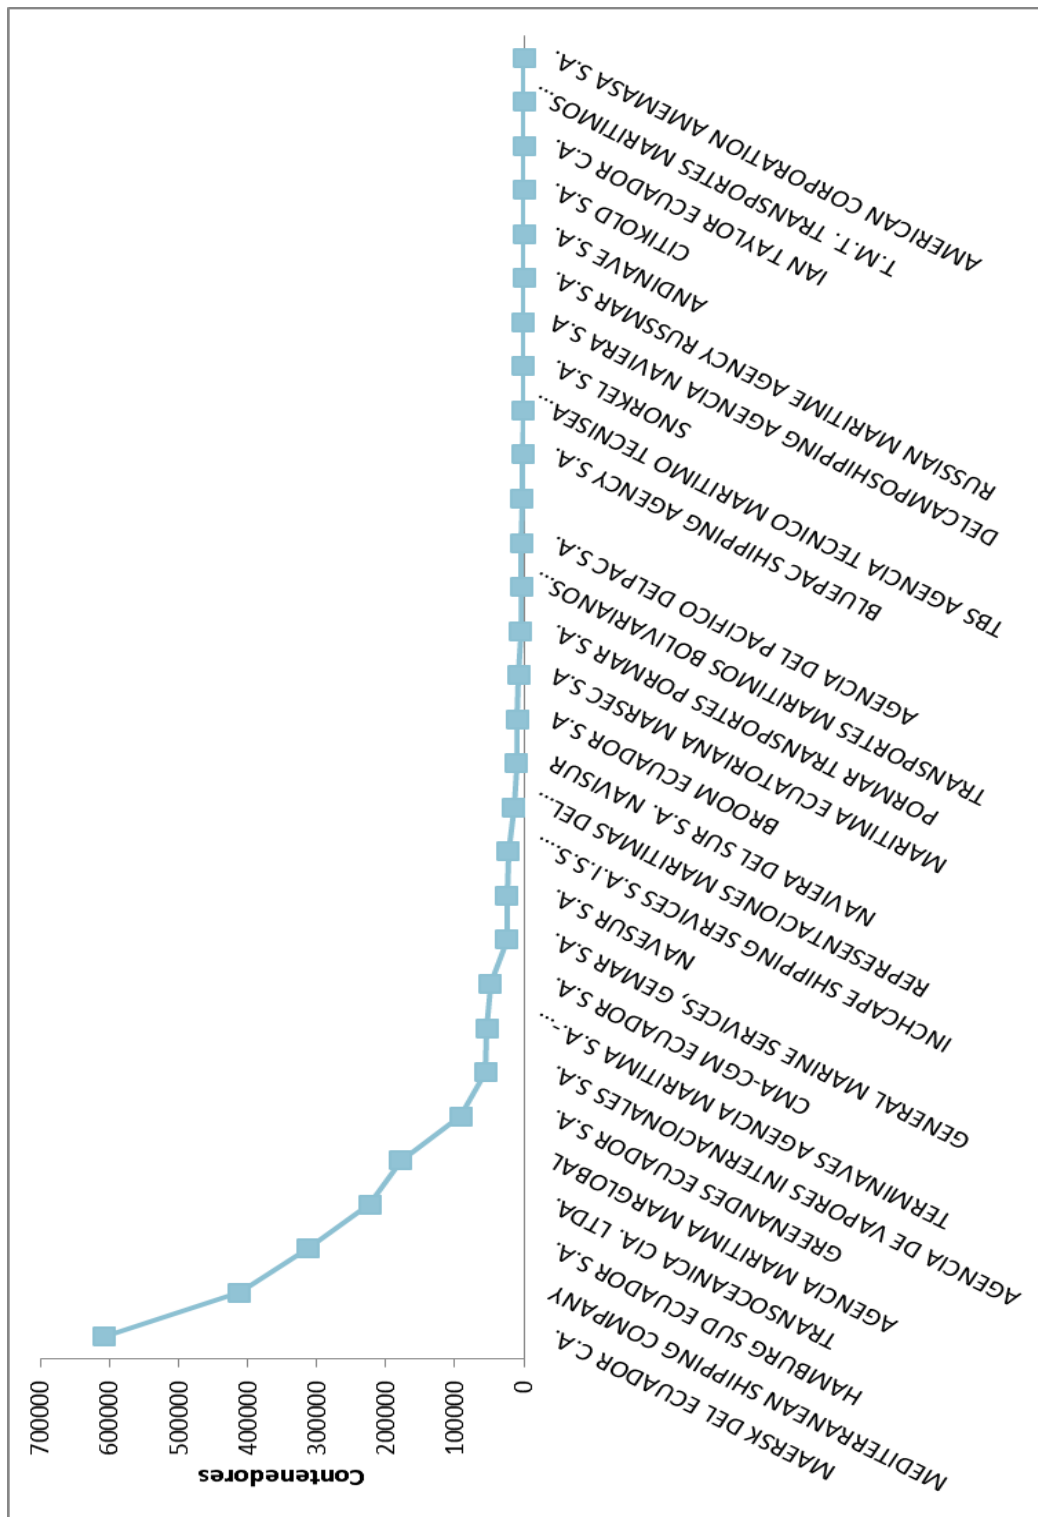 Contenedores
700000
600000
500000
400000
300000
200000
100000
0
MAERSK DEL ECUADOR C.A.
MEDITERRANEAN SHIPPING COMPANY
HAMBURG SUD ECUADOR S.A.
TRANSOCEANICA CIA. LTDA.
AGENCIA MARITIMA MARGLOBAL
GREENANDES ECUADOR S.A.
AGENCIA DE VAPORES INTERNACIONALES S.A.
TERMINAVES AGENCIA MARITIMA S.A.-...
CMA-CGM ECUADOR S.A.
GENERAL MARINE SERVICES, GEMAR S.A.
NAVESUR S.A.
INCHCAPE SHIPPING SERVICES S.A.I.S.S....
REPRESENTACIONES MARITIMAS DEL...
NAVIERA DEL SUR S.A. NAVISUR
BROOM ECUADOR S.A
MARITIMA ECUATORIANA MARSEC S.A
PORMAR TRANSPORTES PORMAR S.A.
TRANSPORTES MARITIMOS BOLIVARIANOS...
AGENCIA DEL PACIFICO DELPAC S.A.
BLUEPAC SHIPPING AGENCY S.A.
TBS AGENCIA TECNICO MARITIMO TECNISEA...
SNORKEL S.A.
DELCAMPOSHIPPING AGENCIA NAVIERA S.A
RUSSIAN MARITIME AGENCY RUSSMAR S.A.
ANDINAVE S.A.
CITIKOLD S.A.
IAN TAYLOR ECUADOR C.A.
T.M.T. TRANSPORTES MARITIMOS...
AMERICAN CORPORATION AMEMASA S.A.